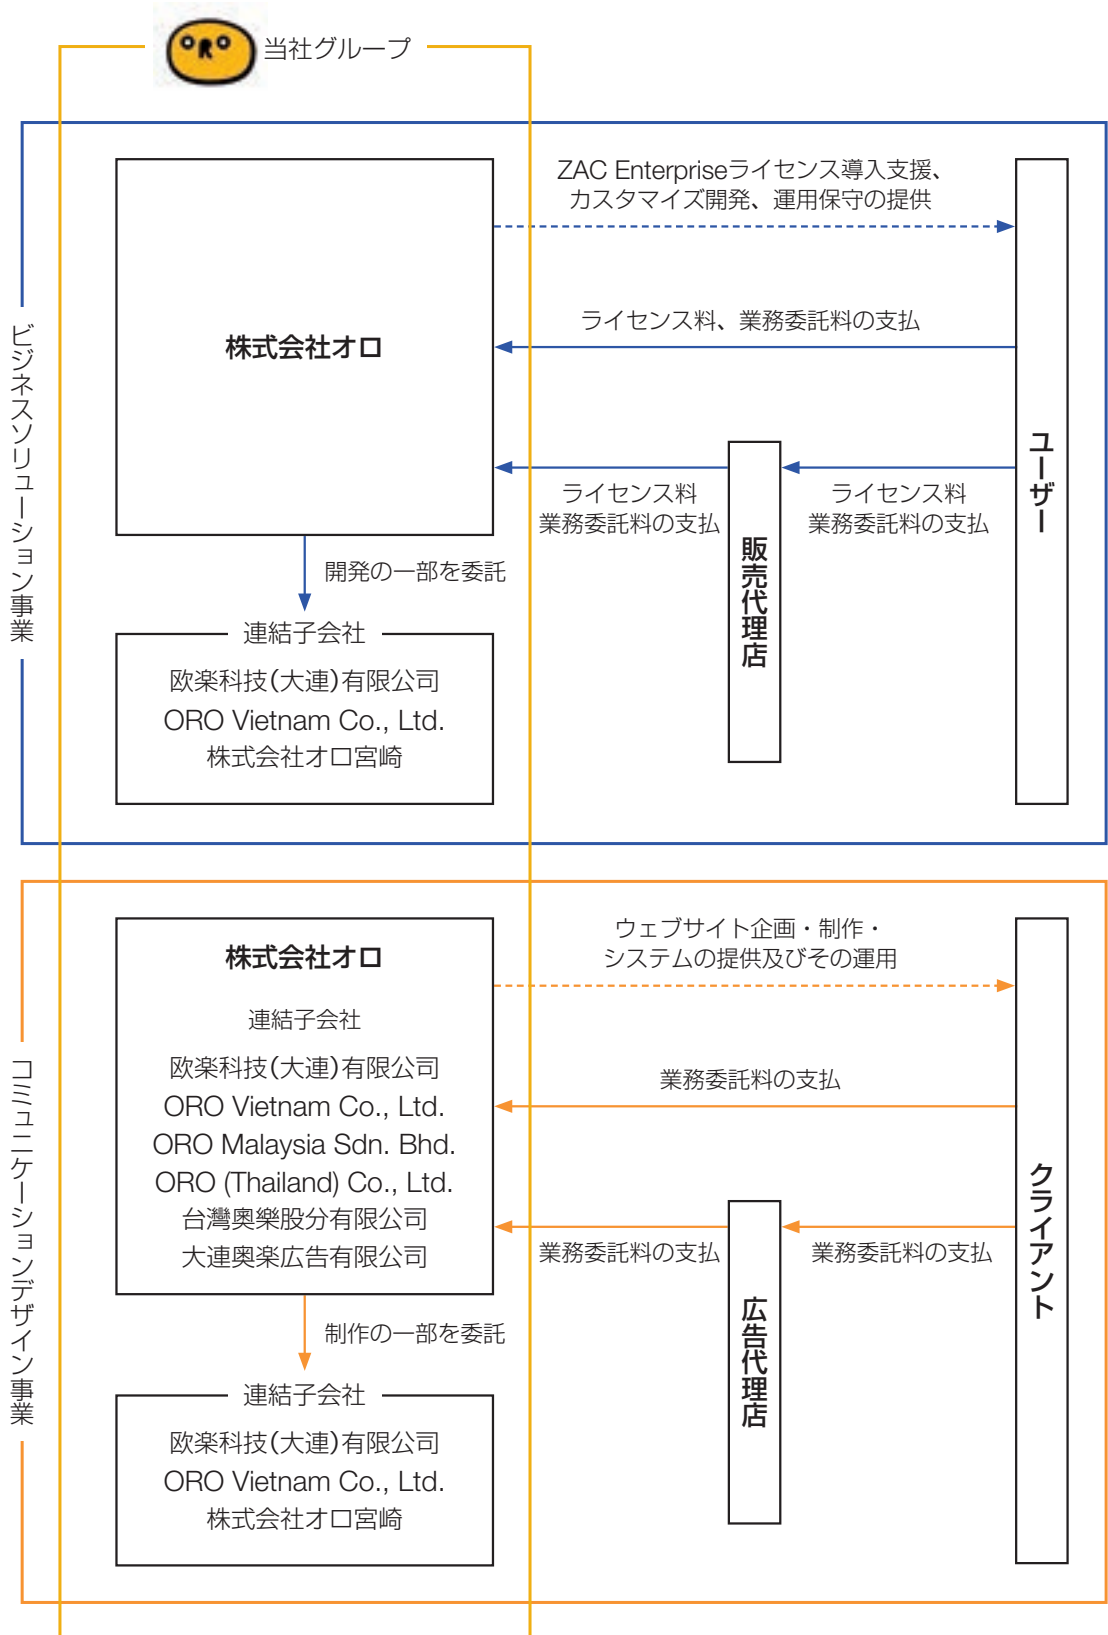 ORO
当社グループ
ビジネスソリューション事業
株式会社オロ
ZAC Enterpriseライセンス導入支援、
カスタマイズ開発、運用保守の提供
ライセンス料、業務委託料の支払
ライセンス料
業務委託料の支払
ライセンス料
業務委託料の支払
販売代理店
ユーザー
開発の一部を委託
連結子会社
欧楽科技(大連)有限公司
ORO Vietnam Co., Ltd.
株式会社オロ宮崎
コミュニケーションデザイン事業
株式会社オロ
連結子会社
欧楽科技(大連)有限公司
ORO Vietnam Co., Ltd.
ORO Malaysia Sdn. Bhd.
ORO (Thailand) Co., Ltd.
台灣奥樂股分有限公司
大連奥楽広告有限公司
ウェブサイト企画・制作・
システムの提供及びその運用
業務委託料の支払
業務委託料の支払
業務委託料の支払
広告代理店
クライアント
制作の一部を委託
連結子会社
欧楽科技(大連)有限公司
ORO Vietnam Co., Ltd.
株式会社オロ宮崎